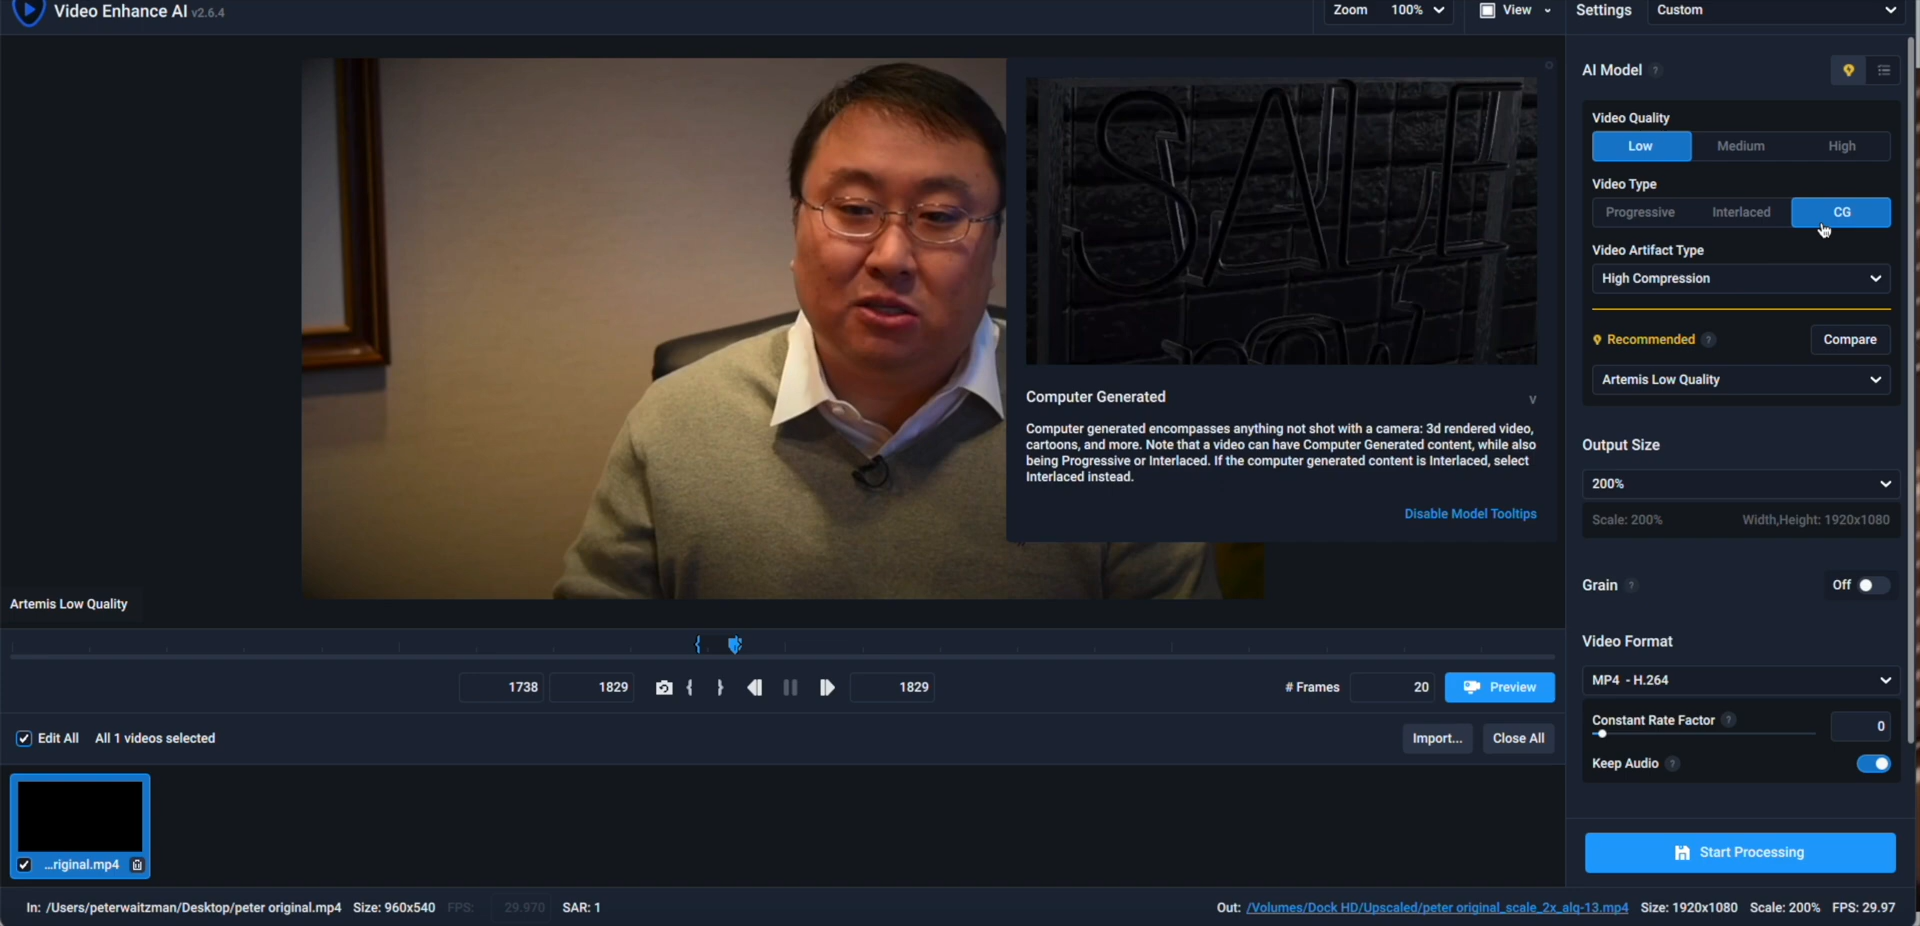 Video Enhance AI v2.6.4
Zoom 100%
View
Settings Custom
AI Model ?
Video Quality
Low Medium High
Video Type
Progressive Interlaced CG
Video Artifact Type
High Compression
Recommended ? Compare
Artemis Low Quality
Output Size
200%
Scale: 200% Width,Height: 1920x1080
Grain ? Off
Video Format
MP4 - H.264
Constant Rate Factor ? 0
Keep Audio ?
Start Processing
SALE
Computer Generated v
Computer generated encompasses anything not shot with a camera: 3d rendered video,
cartoons, and more. Note that a video can have Computer Generated content, while also
being Progressive or Interlaced. If the computer generated content is Interlaced, select
Interlaced instead.
Disable Model Tooltips
Artemis Low Quality
1738 1829 { } 1829 # Frames 20 Preview
Edit All All 1 videos selected Import... Close All
...riginal.mp4
In: /Users/peterwaitzman/Desktop/peter original.mp4 Size: 960x540 FPS: 29.970 SAR: 1
Out: /Volumes/Dock HD/Upscaled/peter original_scale_2x_alq-13.mp4 Size: 1920x1080 Scale: 200% FPS: 29.97